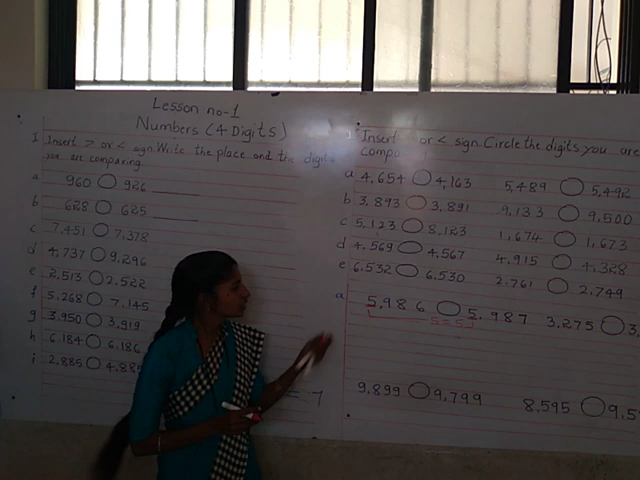 Lesson no-1
Numbers (4 Digits)
I Insert > or < sign. Write the place and the digits
you are comparing.
a 960 ◯ 926
b 628 ◯ 625
c 7,451 ◯ 7,378
d 4,737 ◯ 9,296
e 2,513 ◯ 2,522
f 5,268 ◯ 7,145
g 3,950 ◯ 3,919
h 6,184 ◯ 6,186
i 2,885 ◯ 4,885
= 7
Insert or < sign. Circle the digits you are
a 4,654 ◯ 4,163 5,489 ◯ 5,492
b 3,893 ◯ 3,891 9,133 ◯ 9,500
c 5,123 ◯ 8,123 1,674 ◯ 1,673
d 4,569 ◯ 4,567 4,915 ◯ 4,328
e 6,532 ◯ 6,530 2,761 ◯ 2,749
a 5,986 ◯ 5,987 3,275 ◯ 3,
5=5
9,899 ◯ 9,799 8,595 ◯ 9,5